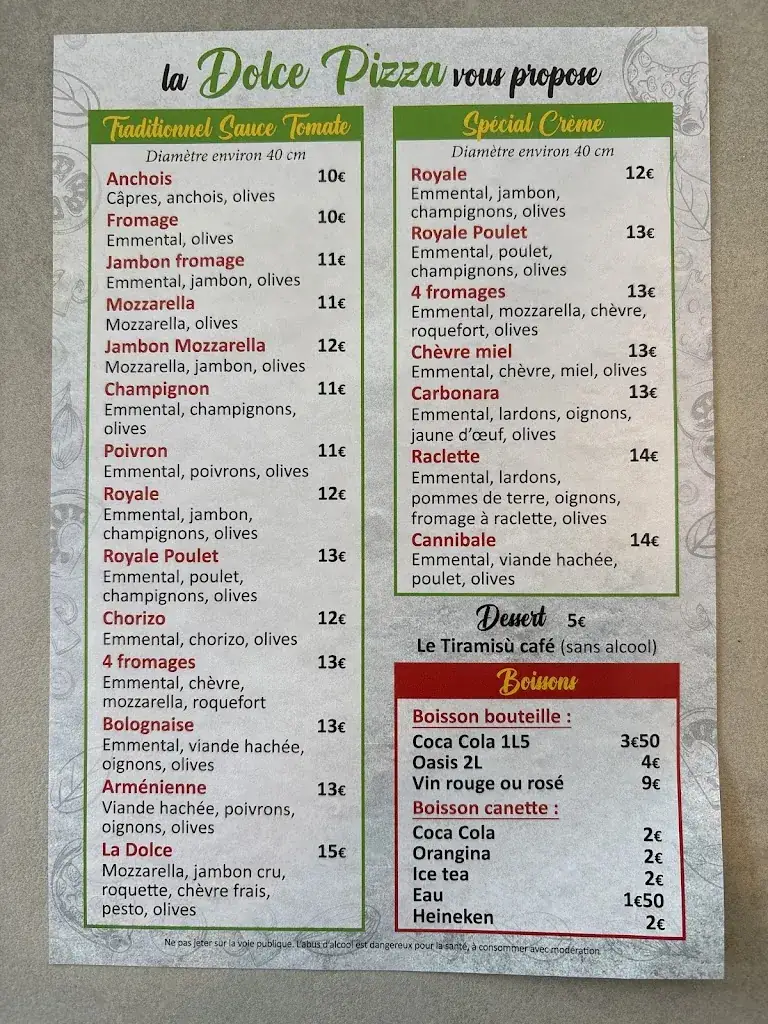 la Dolce Pizza vous propose
Traditionnel Sauce Tomate
Diamètre environ 40 cm
Anchois 10€
Câpres, anchois, olives
Fromage 10€
Emmental, olives
Jambon fromage 11€
Emmental, jambon, olives
Mozzarella 11€
Mozzarella, olives
Jambon Mozzarella 12€
Mozzarella, jambon, olives
Champignon 11€
Emmental, champignons,
olives
Poivron 11€
Emmental, poivrons, olives
Royale 12€
Emmental, jambon,
champignons, olives
Royale Poulet 13€
Emmental, poulet,
champignons, olives
Chorizo 12€
Emmental, chorizo, olives
4 fromages 13€
Emmental, chèvre,
mozzarella, roquefort
Bolognaise 13€
Emmental, viande hachée,
oignons, olives
Arménienne 13€
Viande hachée, poivrons,
oignons, olives
La Dolce 15€
Mozzarella, jambon cru,
roquette, chèvre frais,
pesto, olives
Spécial Crème
Diamètre environ 40 cm
Royale 12€
Emmental, jambon,
champignons, olives
Royale Poulet 13€
Emmental, poulet,
champignons, olives
4 fromages 13€
Emmental, mozzarella, chèvre,
roquefort, olives
Chèvre miel 13€
Emmental, chèvre, miel, olives
Carbonara 13€
Emmental, lardons, oignons,
jaune d'œuf, olives
Raclette 14€
Emmental, lardons,
pommes de terre, oignons,
fromage à raclette, olives
Cannibale 14€
Emmental, viande hachée,
poulet, olives
Dessert 5€
Le Tiramisù café (sans alcool)
Boissons
Boisson bouteille :
Coca Cola 1L5 3€50
Oasis 2L 4€
Vin rouge ou rosé 9€
Boisson canette :
Coca Cola 2€
Orangina 2€
Ice tea 2€
Eau 1€50
Heineken 2€
Ne pas jeter sur la voie publique. L'abus d'alcool est dangereux pour la santé, à consommer avec modération